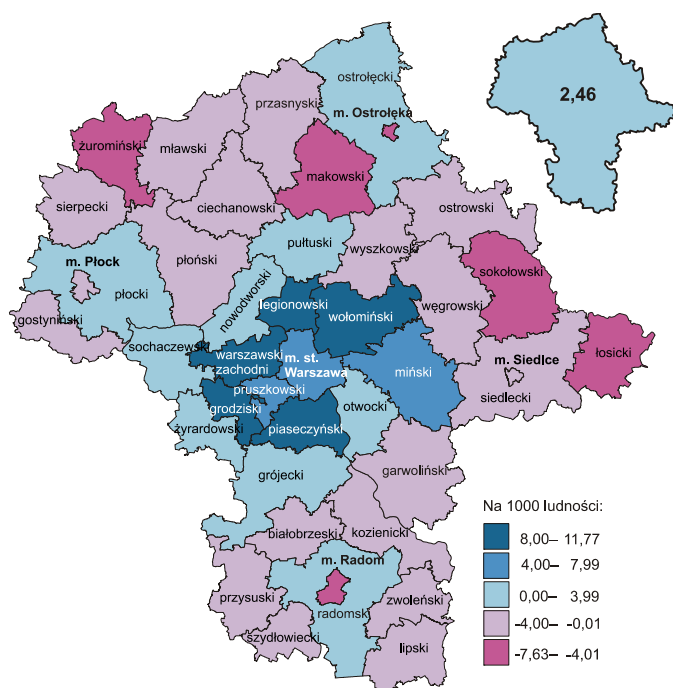 ostrołęcki
przasnyski
m. Ostrołęka
2,46
żuromiński
mławski
makowski
sierpecki
ciechanowski
ostrowski
pułtuski
wyszkowski
m. Płock
płoński
sokołowski
płocki
nowodworski
legionowski
węgrowski
gostyniński
wołomiński
sochaczewski
warszawski
zachodni
m. st.
Warszawa
m. Siedlce
łosicki
miński
pruszkowski
siedlecki
grodziski
otwocki
żyrardowski
piaseczyński
grójecki
garwoliński
Na 1000 ludności:
białobrzeski
kozienicki
8,00– 11,77
m. Radom
4,00– 7,99
przysuski
zwoleński
0,00– 3,99
radomsk
szydłowiecki
lipski
-4,00– -0,01
-7,63– -4,01